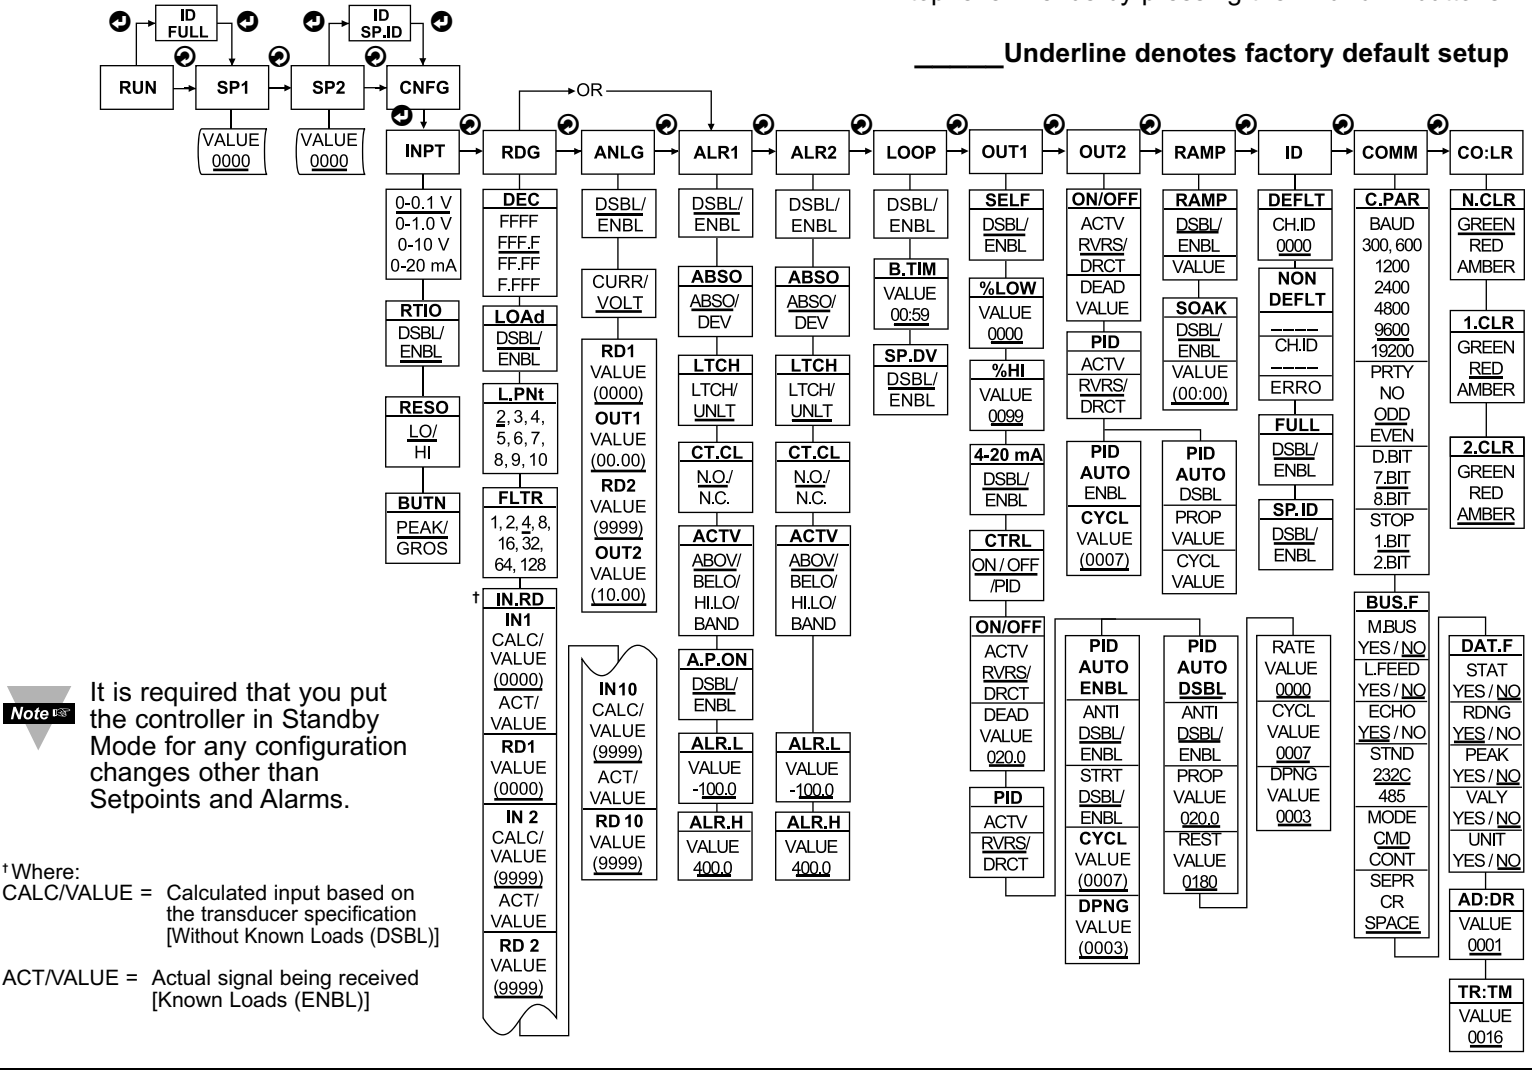 ID
FULL
ID
SP.ID
Underline denotes factory default setup
RUN
SP1
SP2
CNFG
OR
VALUE
0000
VALUE
0000
INPT
RDG
ANLG
ALR1
ALR2
LOOP
OUT1
OUT2
RAMP
ID
COMM
CO:LR
0-0.1 V
0-1.0 V
0-10 V
0-20 mA
RTIO
DSBL/
ENBL
RESO
LO/
HI
BUTN
PEAK/
GROS
DEC
FFFF
FFF.F
FF.FF
F.FFF
LOAd
DSBL/
ENBL
L.PNt
2, 3, 4,
5, 6, 7,
8, 9, 10
FLTR
1, 2, 4, 8,
16, 32,
64, 128
† IN.RD
IN1
CALC/
VALUE
(0000)
ACT/
VALUE
RD1
VALUE
(0000)
IN 2
CALC/
VALUE
(9999)
ACT/
VALUE
RD 2
VALUE
(9999)
DSBL/
ENBL
CURR/
VOLT
RD1
VALUE
(0000)
OUT1
VALUE
(00.00)
RD2
VALUE
(9999)
OUT2
VALUE
(10.00)
IN10
CALC/
VALUE
(9999)
ACT/
VALUE
RD 10
VALUE
(9999)
DSBL/
ENBL
ABSO
ABSO/
DEV
LTCH
LTCH/
UNLT
CT.CL
N.O./
N.C.
ACTV
ABOV/
BELO/
HI.LO/
BAND
A.P.ON
DSBL/
ENBL
ALR.L
VALUE
-100.0
ALR.H
VALUE
400.0
DSBL/
ENBL
ABSO
ABSO/
DEV
LTCH
LTCH/
UNLT
CT.CL
N.O./
N.C.
ACTV
ABOV/
BELO/
HI.LO/
BAND
ALR.L
VALUE
-100.0
ALR.H
VALUE
400.0
DSBL/
ENBL
B.TIM
VALUE
00:59
SP.DV
DSBL/
ENBL
SELF
DSBL/
ENBL
%LOW
VALUE
0000
%HI
VALUE
0099
4-20 mA
DSBL/
ENBL
CTRL
ON / OFF
/PID
ON/OFF
ACTV
RVRS/
DRCT
DEAD
VALUE
020.0
PID
ACTV
RVRS/
DRCT
ON/OFF
ACTV
RVRS/
DRCT
DEAD
VALUE
PID
ACTV
RVRS/
DRCT
PID
AUTO
ENBL
CYCL
VALUE
(0007)
PID
AUTO
ENBL
ANTI
DSBL/
ENBL
STRT
DSBL/
ENBL
CYCL
VALUE
(0007)
DPNG
VALUE
(0003)
RAMP
DSBL/
ENBL
VALUE
SOAK
DSBL/
ENBL
VALUE
(00:00)
PID
AUTO
DSBL
PROP
VALUE
CYCL
VALUE
PID
AUTO
DSBL
ANTI
DSBL/
ENBL
PROP
VALUE
020.0
REST
VALUE
0180
DEFLT
CH.ID
0000
NON
DEFLT
_ _ _ _
CH.ID
_ _ _ _
ERRO
FULL
DSBL/
ENBL
SP.ID
DSBL/
ENBL
RATE
VALUE
0000
CYCL
VALUE
0007
DPNG
VALUE
0003
C.PAR
BAUD
300, 600
1200
2400
4800
9600
19200
PRTY
NO
ODD
EVEN
D.BIT
7.BIT
8.BIT
STOP
1.BIT
2.BIT
BUS.F
M.BUS
YES / NO
L.FEED
YES / NO
ECHO
YES / NO
STND
232C
485
MODE
CMD
CONT
SEPR
CR
SPACE
N.CLR
GREEN
RED
AMBER
1.CLR
GREEN
RED
AMBER
2.CLR
GREEN
RED
AMBER
DAT.F
STAT
YES / NO
RDNG
YES / NO
PEAK
YES / NO
VALY
YES / NO
UNIT
YES / NO
AD:DR
VALUE
0001
TR:TM
VALUE
0016
Note
It is required that you put
the controller in Standby
Mode for any configuration
changes other than
Setpoints and Alarms.
†Where:
CALC/VALUE = Calculated input based on
the transducer specification
[Without Known Loads (DSBL)]
ACT/VALUE = Actual signal being received
[Known Loads (ENBL)]